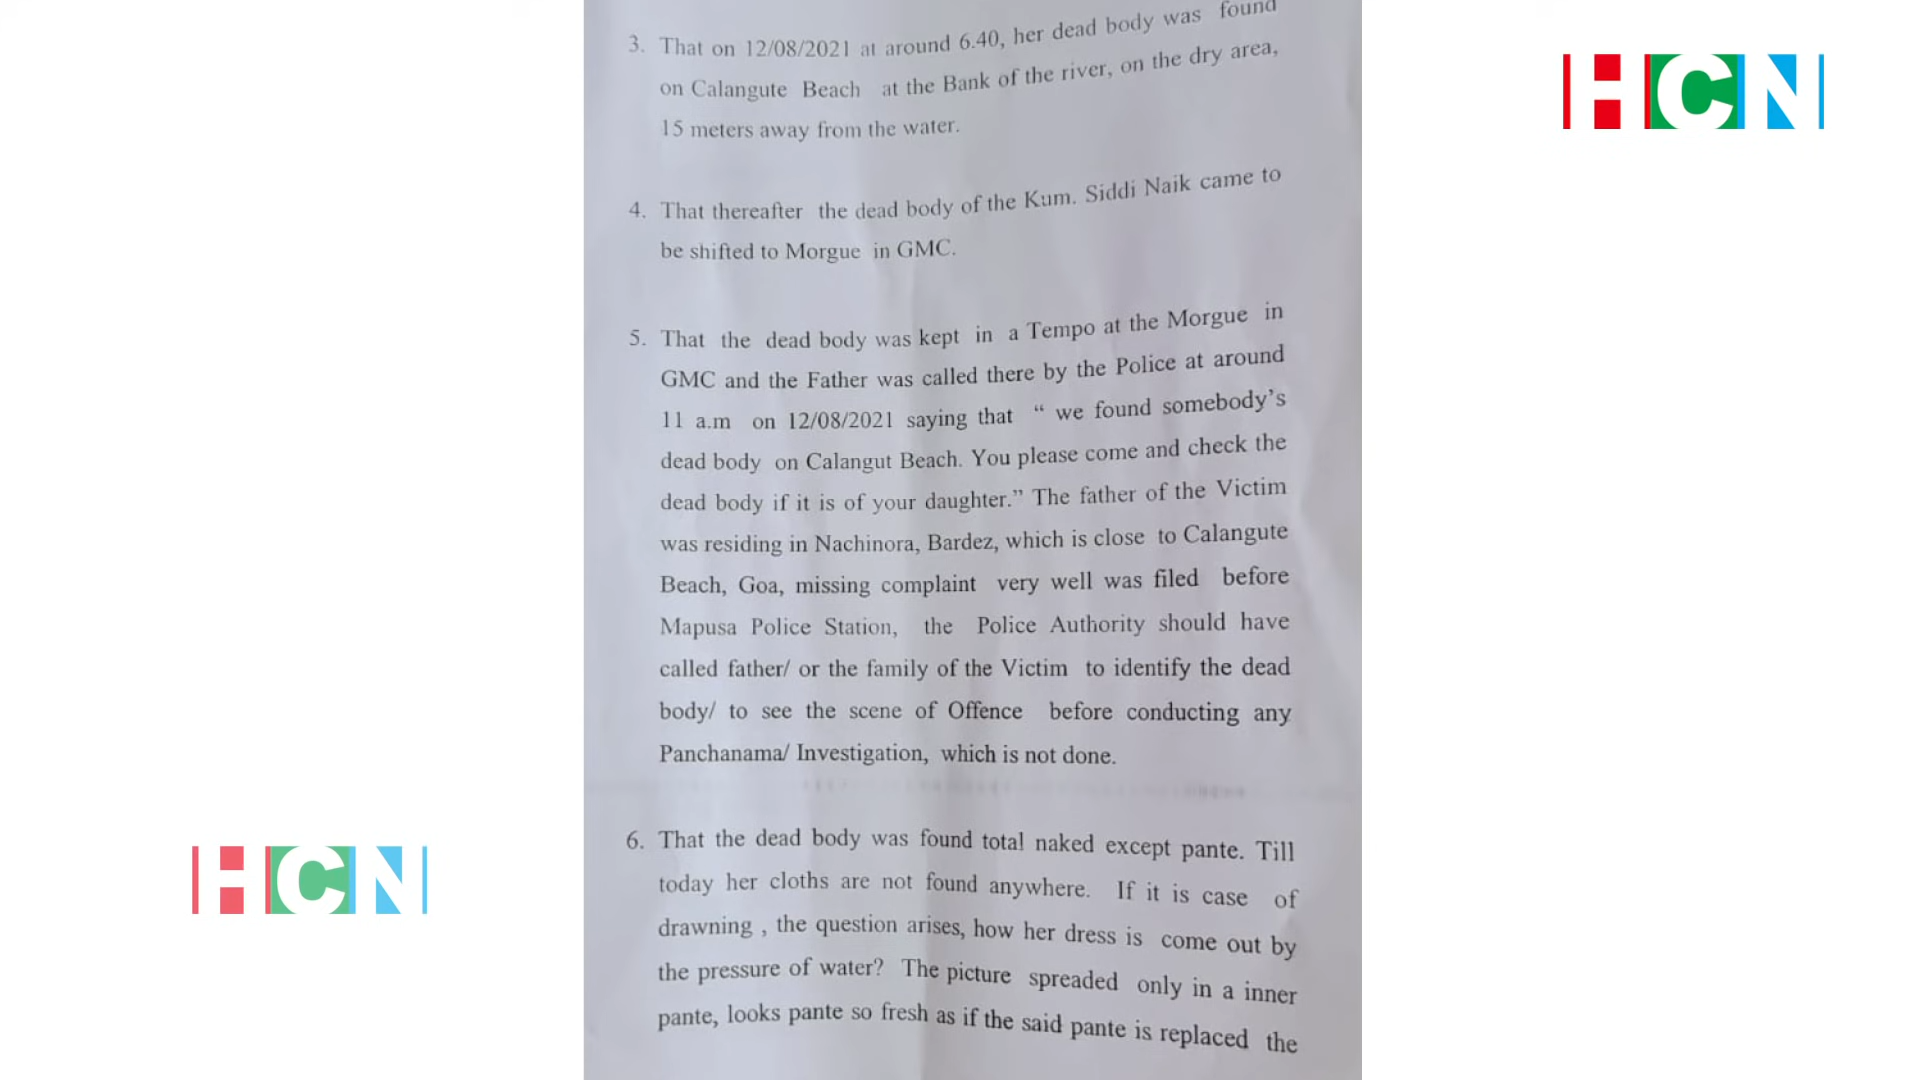 HCN
3. That on 12/08/2021 at around 6.40, her dead body was found
on Calangute Beach at the Bank of the river, on the dry area,
15 meters away from the water.
4. That thereafter the dead body of the Kum. Siddi Naik came to
be shifted to Morgue in GMC.
5. That the dead body was kept in a Tempo at the Morgue in
GMC and the Father was called there by the Police at around
11 a.m on 12/08/2021 saying that “ we found somebody’s
dead body on Calangut Beach. You please come and check the
dead body if it is of your daughter.” The father of the Victim
was residing in Nachinora, Bardez, which is close to Calangute
Beach, Goa, missing complaint very well was filed before
Mapusa Police Station, the Police Authority should have
called father/ or the family of the Victim to identify the dead
body/ to see the scene of Offence before conducting any
Panchanama/ Investigation, which is not done.
6. That the dead body was found total naked except pante. Till
today her cloths are not found anywhere. If it is case of
drawning , the question arises, how her dress is come out by
the pressure of water? The picture spreaded only in a inner
pante, looks pante so fresh as if the said pante is replaced the
HCN